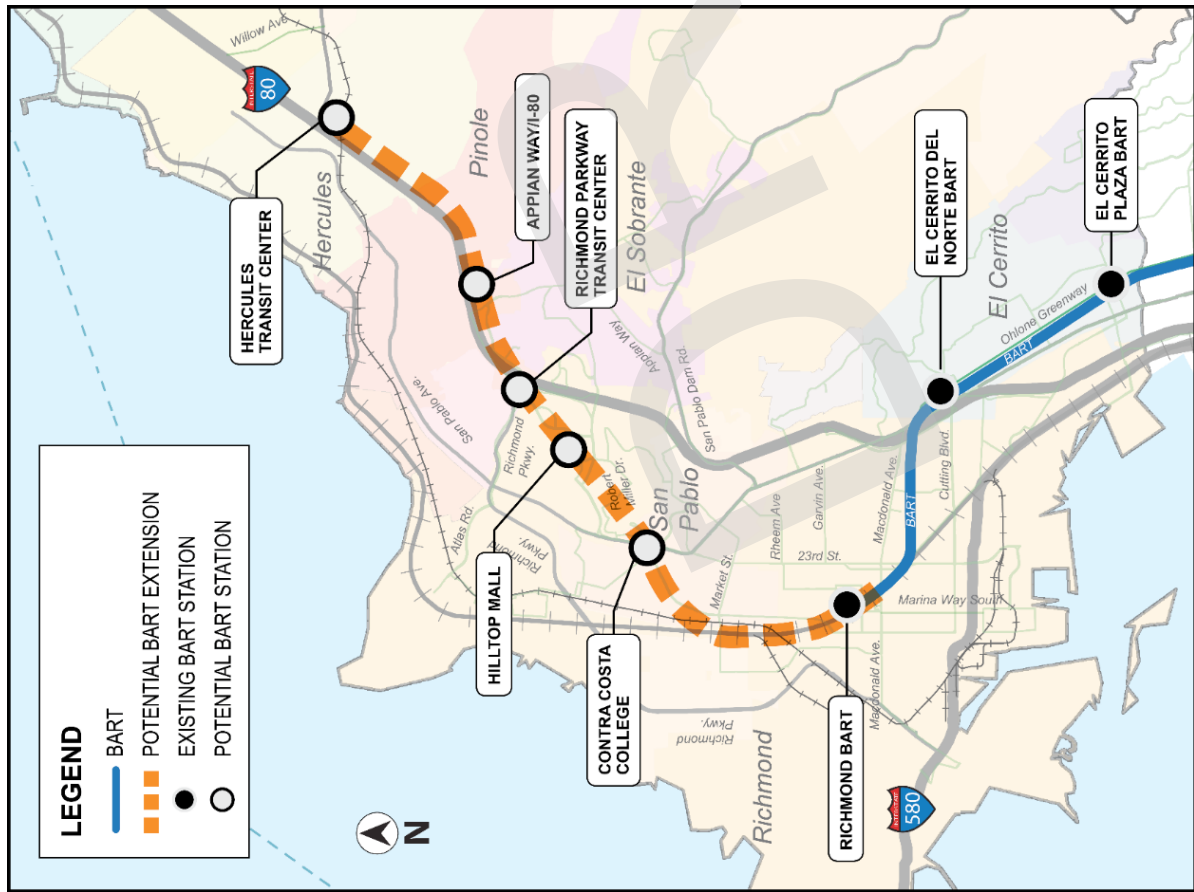 LEGEND
BART
POTENTIAL BART EXTENSION
EXISTING BART STATION
POTENTIAL BART STATION
N
Willow Ave
INTERSTATE
80
HERCULES
TRANSIT CENTER
Hercules
Pinole
APPIAN WAY/I-80
RICHMOND PARKWAY
TRANSIT CENTER
El Sobrante
San Pablo Ave.
Richmond
Pkwy.
Appian Way
San Pablo Dam Rd.
Atlas Rd.
Richmond
Pkwy.
Robert
Miller Dr.
HILLTOP MALL
San
Pablo
CONTRA COSTA
COLLEGE
Market St.
Rheem Ave
Garvin Ave.
23rd St.
Macdonald Ave.
Cutting Blvd.
BART
EL CERRITO DEL
NORTE BART
El Cerrito
Ohlone Greenway
BART
EL CERRITO
PLAZA BART
Marina Way South
Macdonald Ave.
Richmond
Pkwy.
Richmond
RICHMOND BART
INTERSTATE
580